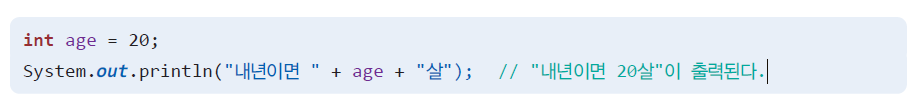 int age = 20;
System.out.println("내년이면 " + age + "살");  // "내년이면 20살"이 출력된다.